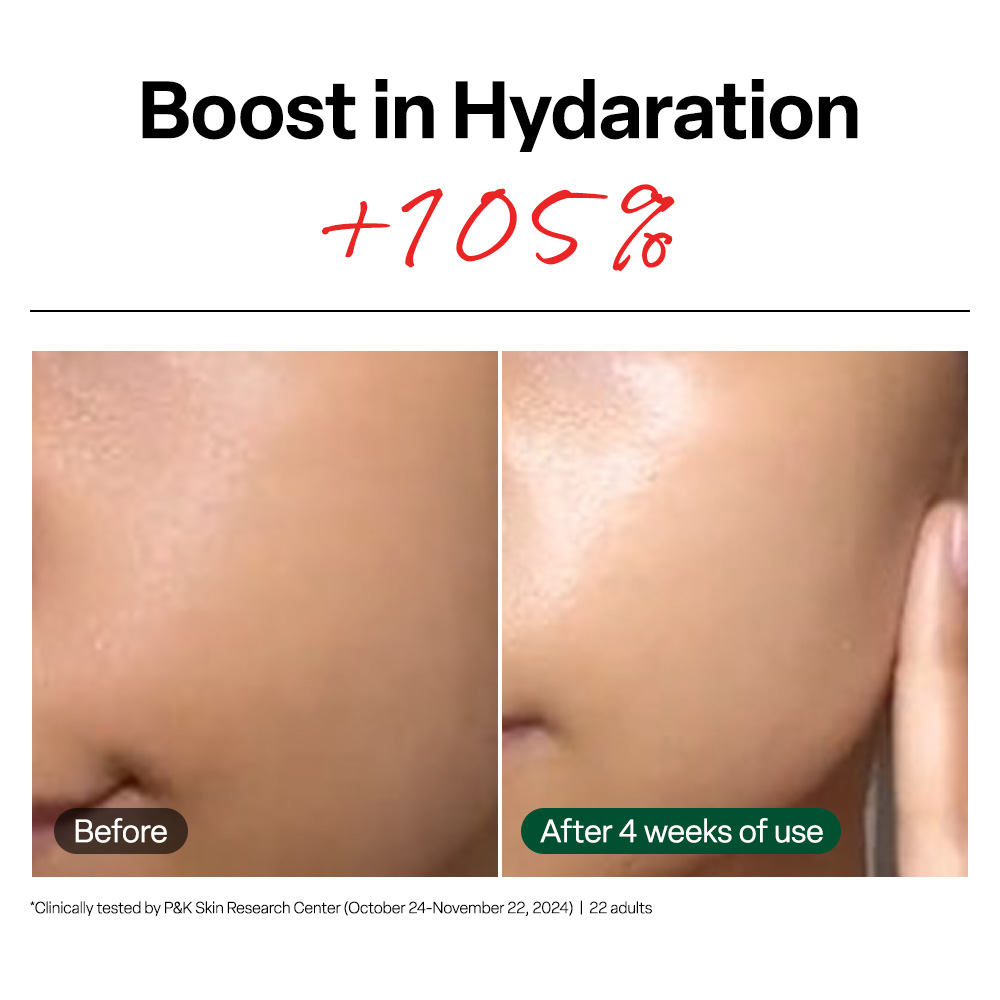 Boost in Hydaration
+105%
Before
After 4 weeks of use
*Clinically tested by P&K Skin Research Center (October 24-November 22, 2024) | 22 adults